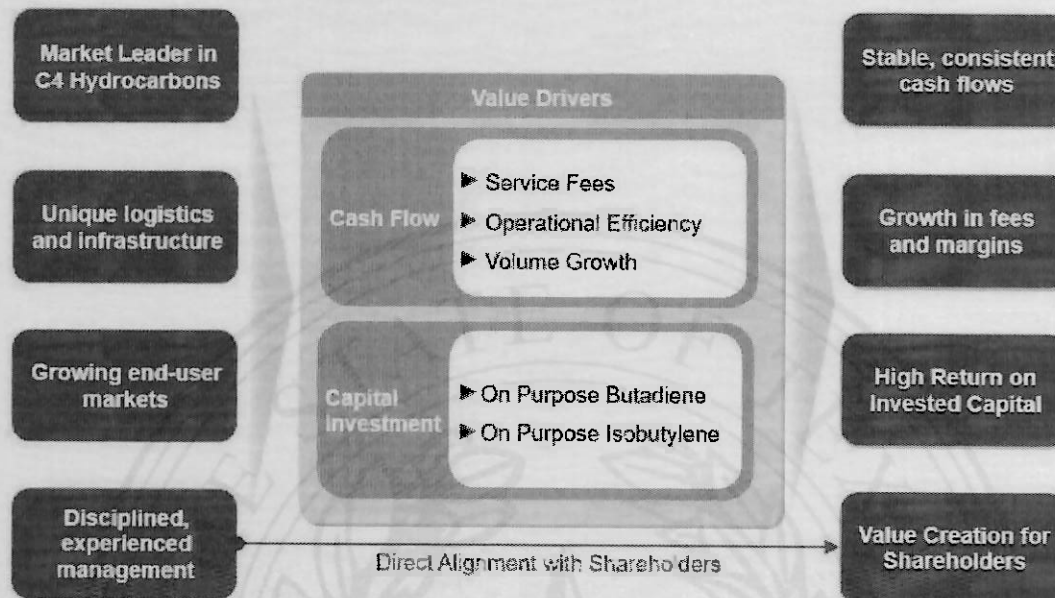 Market Leader in
C4 Hydrocarbons
Unique logistics
and infrastructure
Growing end-user
markets
Disciplined,
experienced
management
Value Drivers
Cash Flow
► Service Fees
► Operational Efficiency
► Volume Growth
Capital
Investment
► On Purpose Butadiene
► On Purpose Isobutylene
Direct Alignment with Shareholders
Stable, consistent
cash flows
Growth in fees
and margins
High Return on
Invested Capital
Value Creation for
Shareholders
STATE OF